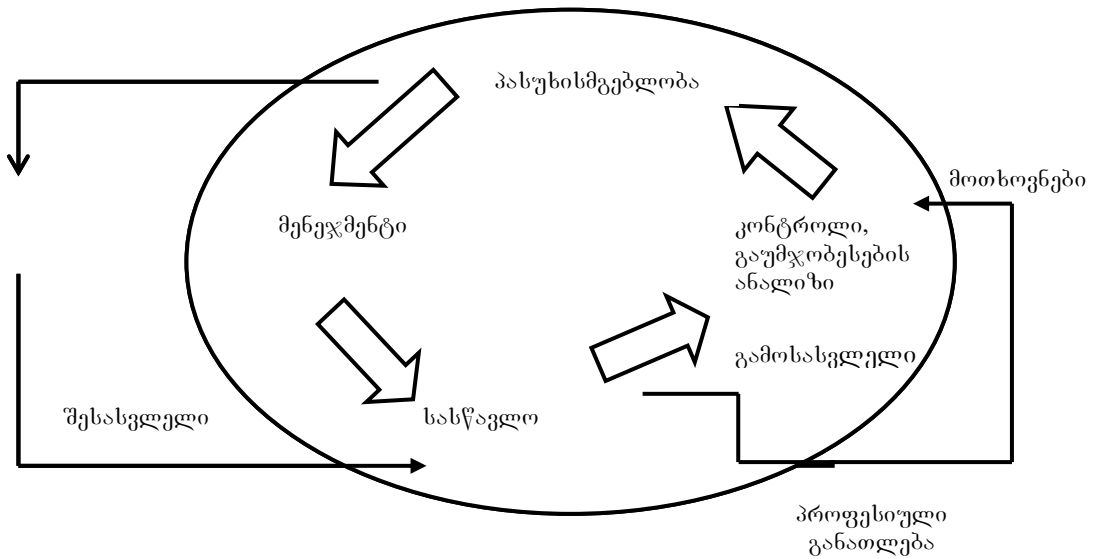 პასუხისმგებლობა
მოთხოვნები
მენეჯმენტი
კონტროლი,
გაუმჯობესების
ანალიზი
გამოსასვლელი
შესასვლელი
სასწავლო
პროფესიული
განათლება